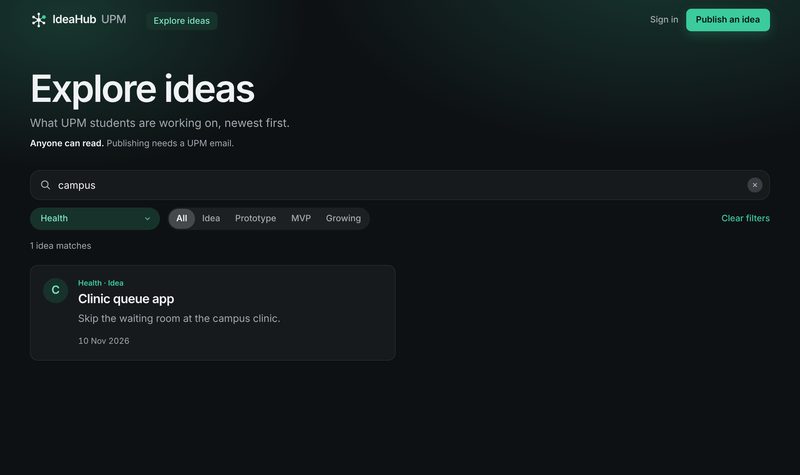 IdeaHub UPM
Explore ideas
Sign in
Publish an idea
Explore ideas
What UPM students are working on, newest first.
Anyone can read. Publishing needs a UPM email.
campus
Health
All
Idea
Prototype
MVP
Growing
Clear filters
1 idea matches
C
Health · Idea
Clinic queue app
Skip the waiting room at the campus clinic.
10 Nov 2026